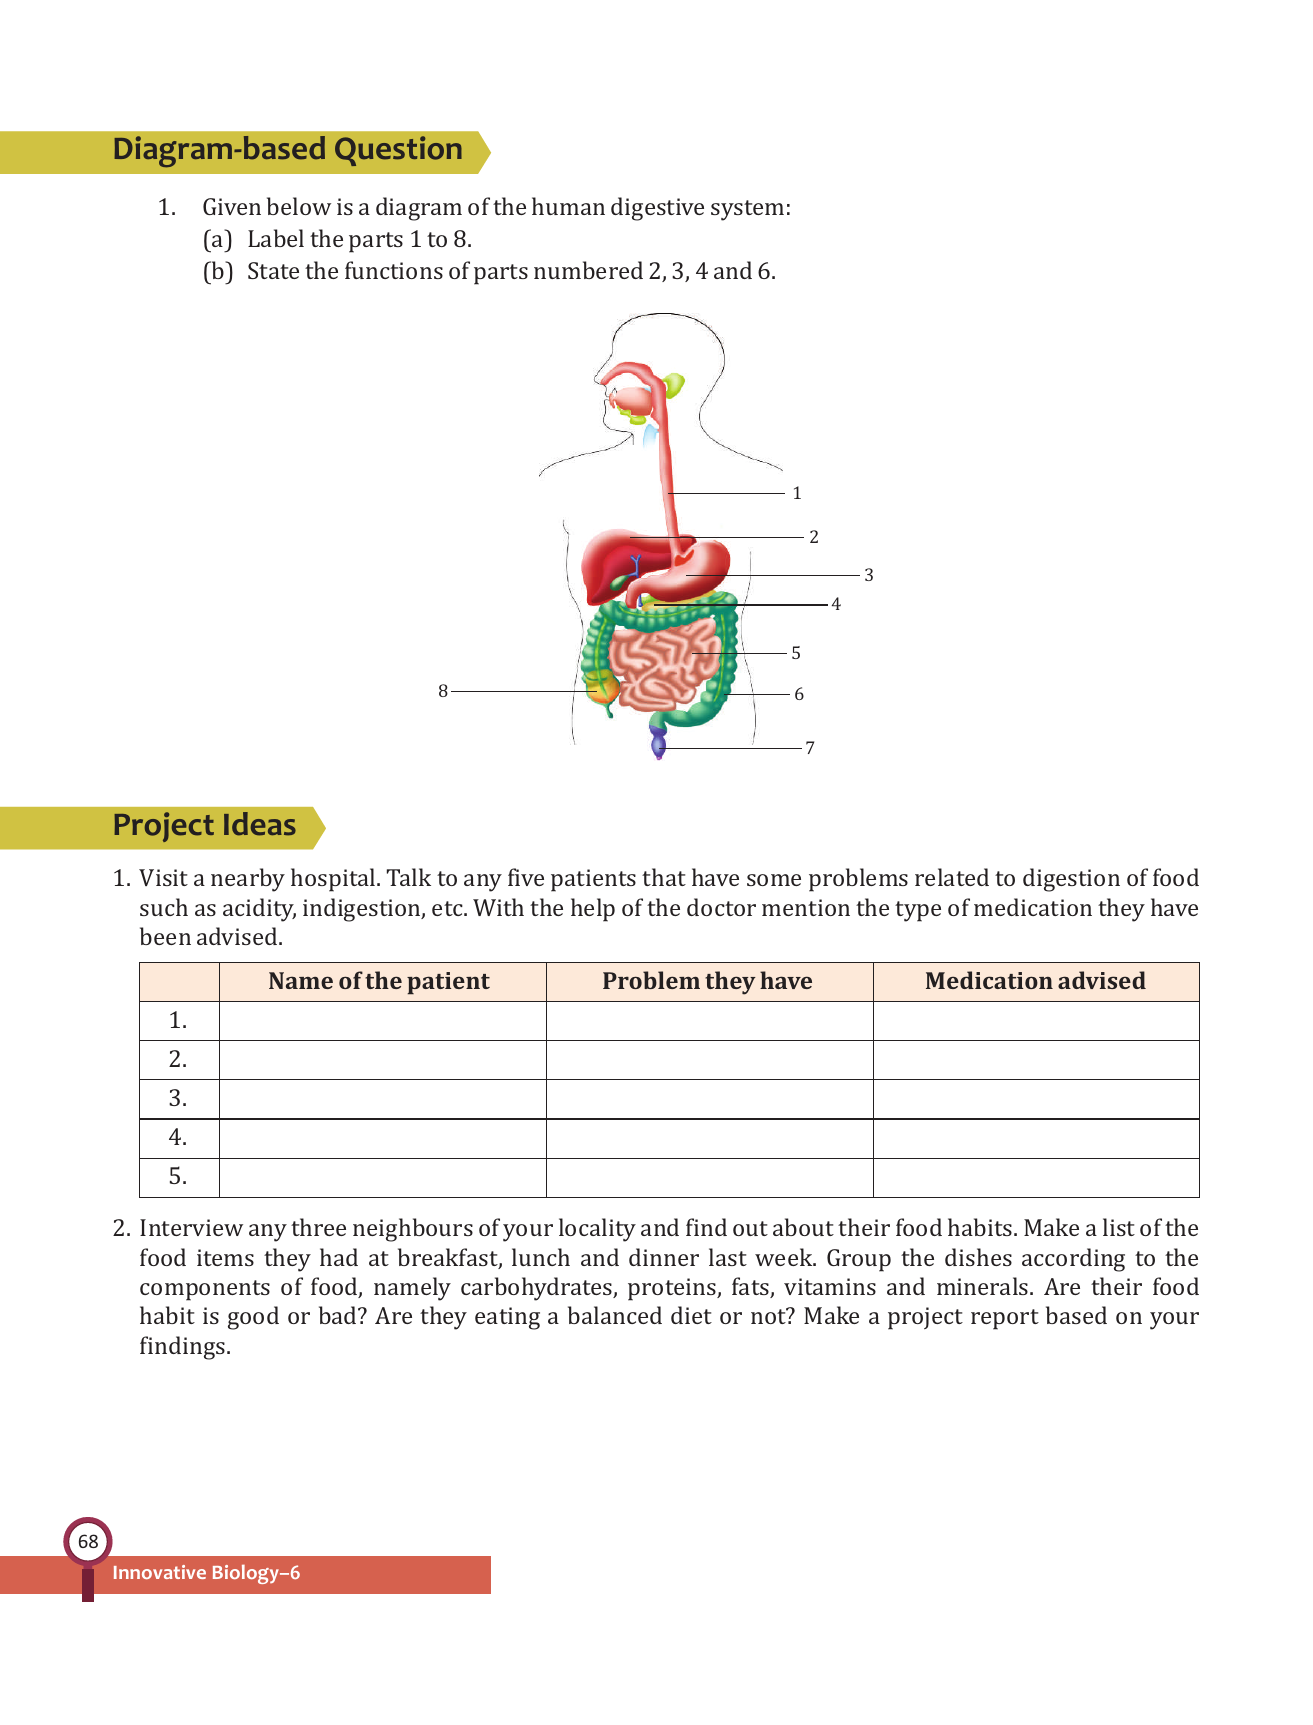 Diagram-based Question
1. Given below is a diagram of the human digestive system:
(a) Label the parts 1 to 8.
(b) State the functions of parts numbered 2, 3, 4 and 6.
1
2
3
4
5
8
6
7
Project Ideas
1. Visit a nearby hospital. Talk to any five patients that have some problems related to digestion of food
such as acidity, indigestion, etc. With the help of the doctor mention the type of medication they have
been advised.
Name of the patient Problem they have Medication advised
1.
2.
3.
4.
5.
2. Interview any three neighbours of your locality and find out about their food habits. Make a list of the
food items they had at breakfast, lunch and dinner last week. Group the dishes according to the
components of food, namely carbohydrates, proteins, fats, vitamins and minerals. Are their food
habit is good or bad? Are they eating a balanced diet or not? Make a project report based on your
findings.
68
Innovative Biology–6